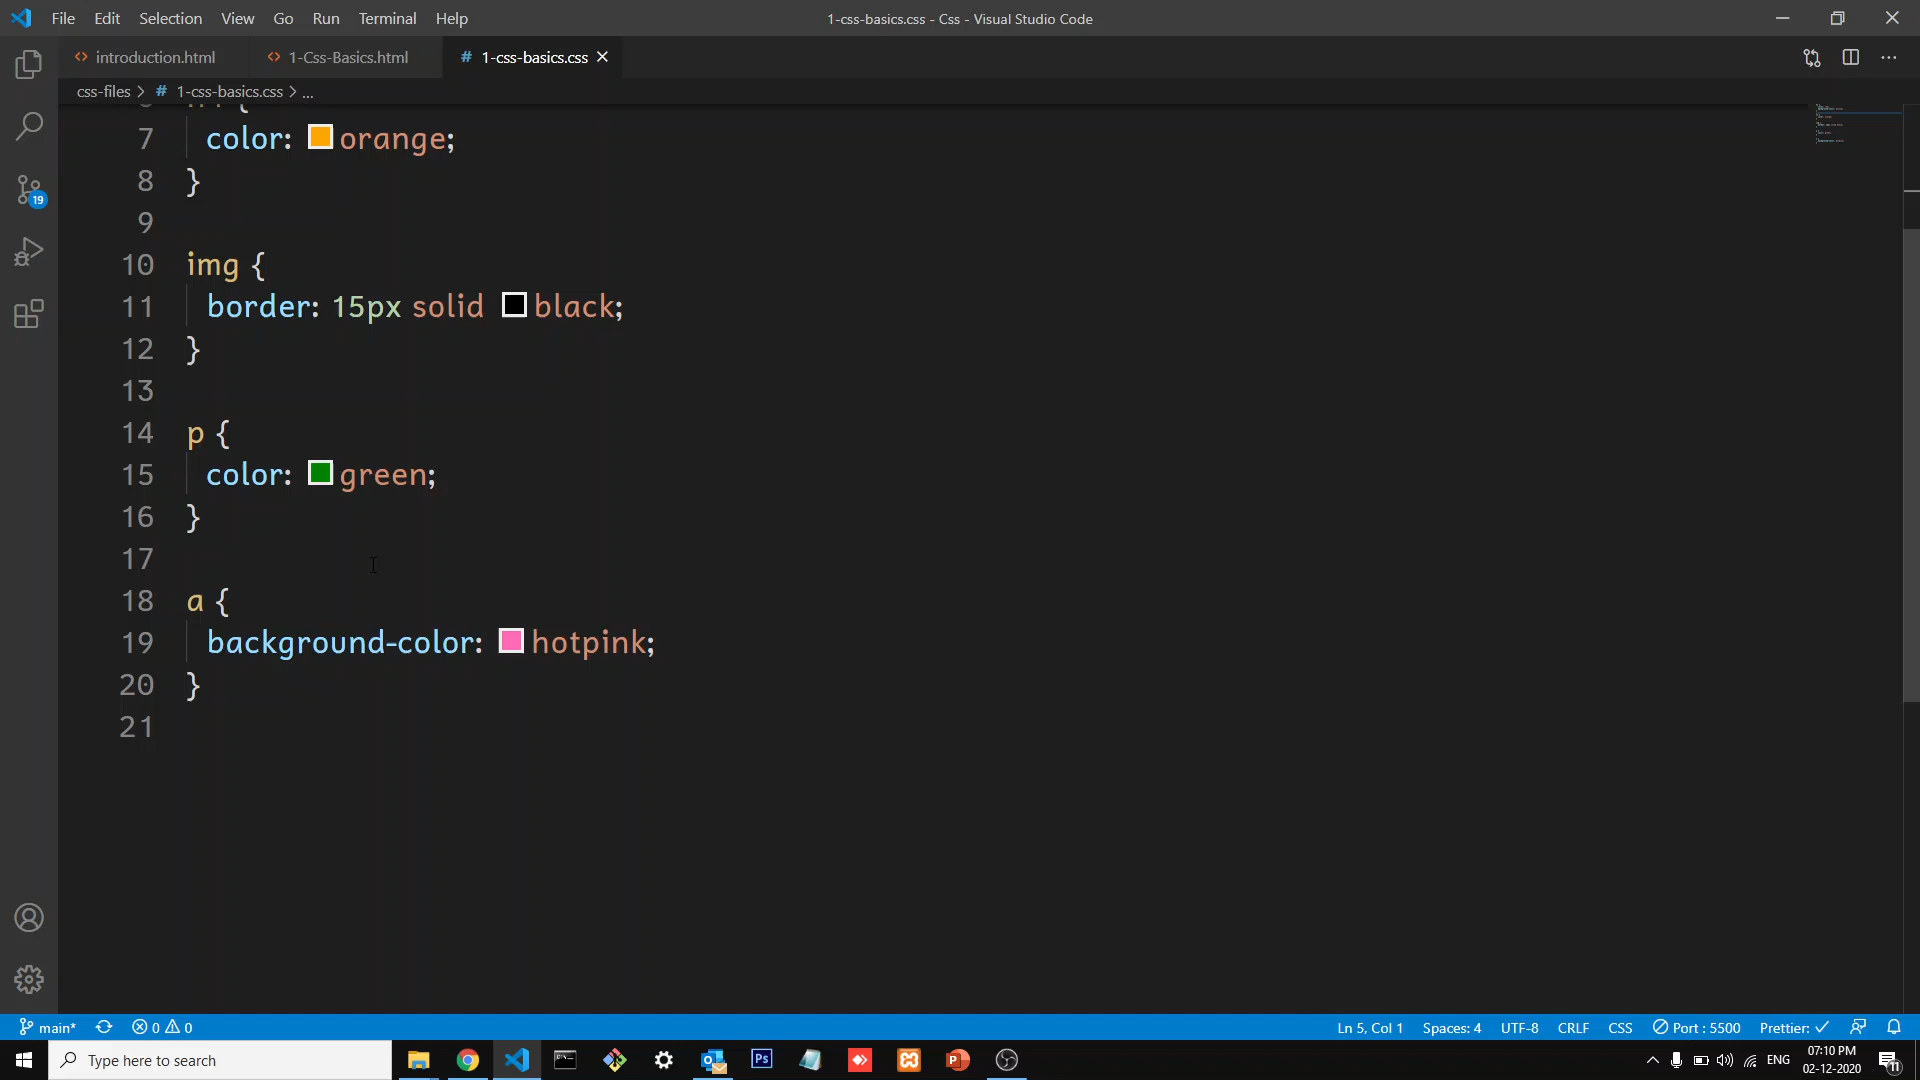 File Edit Selection View Go Run Terminal Help
1-css-basics.css - Css - Visual Studio Code
introduction.html
1-Css-Basics.html
# 1-css-basics.css
css-files > # 1-css-basics.css > ...
7 color: orange;
8 }
9
10 img {
11 border: 15px solid black;
12 }
13
14 p {
15 color: green;
16 }
17
18 a {
19 background-color: hotpink;
20 }
21
19
main* 0 0
Ln 5, Col 1 Spaces: 4 UTF-8 CRLF CSS Port : 5500 Prettier: ✓
Type here to search
Ps
ENG
07:10 PM
02-12-2020
11